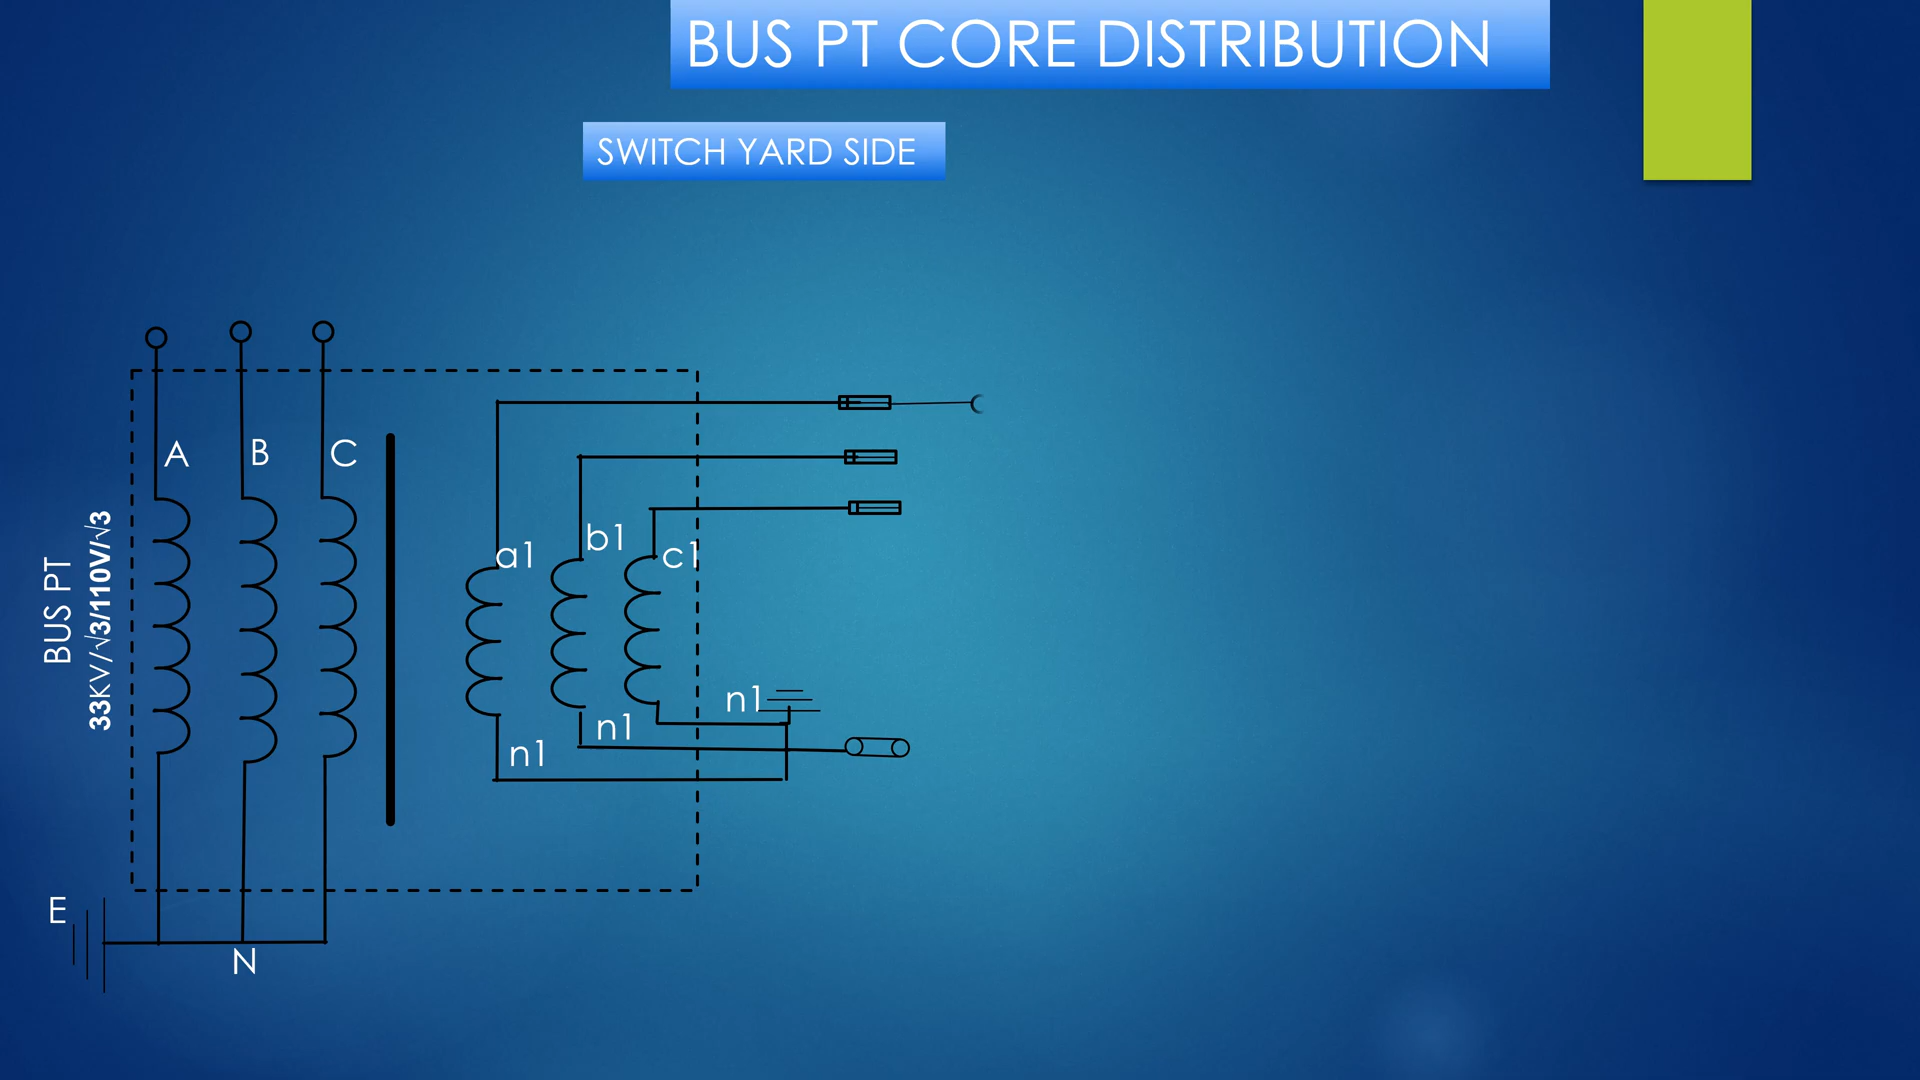 BUS PT CORE DISTRIBUTION
SWITCH YARD SIDE
A
B
C
BUS PT
33KV/√3/110V/√3
a1
b1
c1
n1
n1
n1
E
N